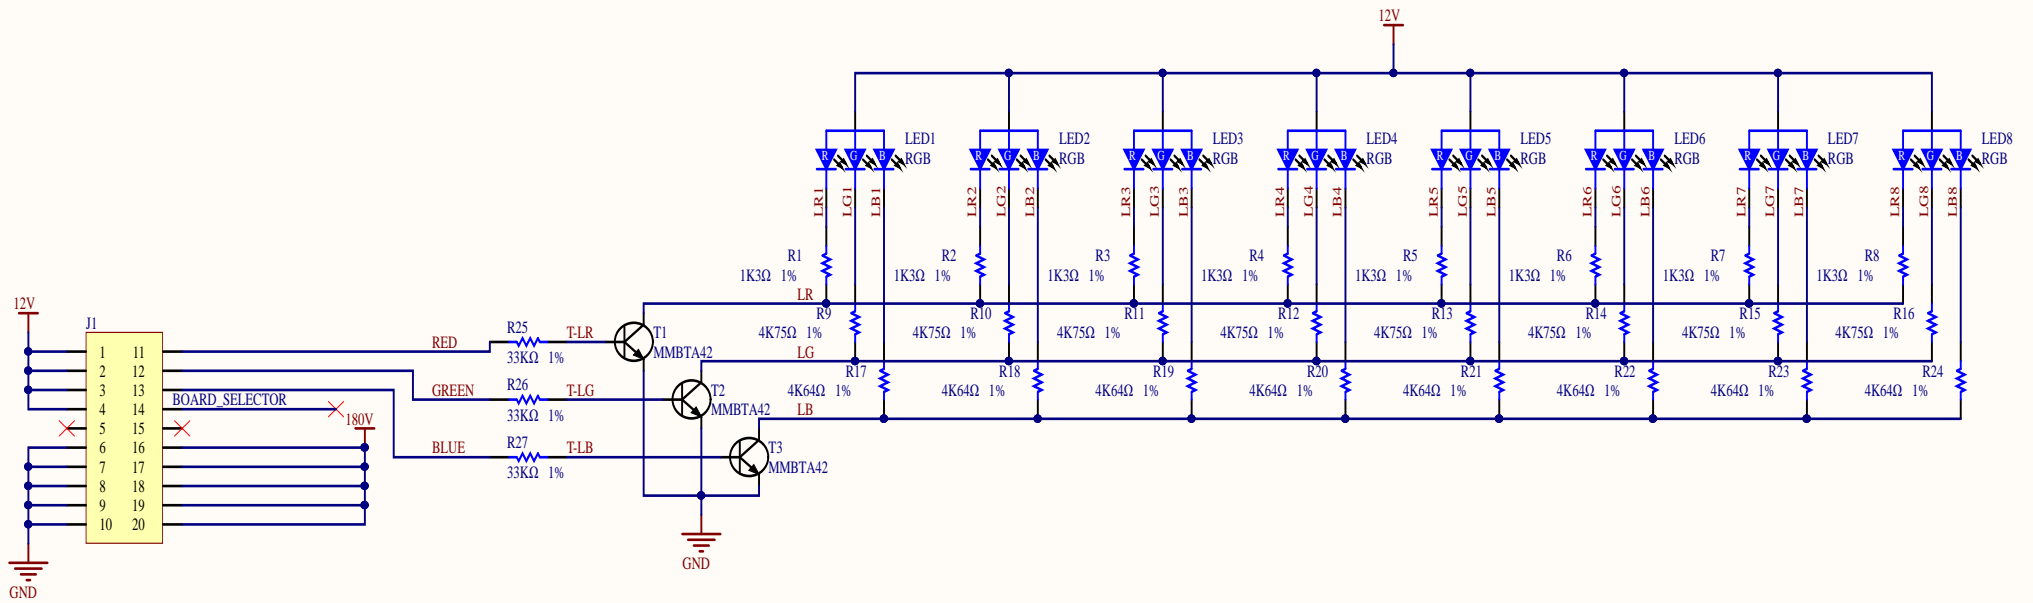 12V
LED1
RGB
LED2
RGB
LED3
RGB
LED4
RGB
LED5
RGB
LED6
RGB
LED7
RGB
LED8
RGB
R G B
R G B
R G B
R G B
R G B
R G B
R G B
R G B
LR1 LG1 LB1
LR2 LG2 LB2
LR3 LG3 LB3
LR4 LG4 LB4
LR5 LG5 LB5
LR6 LG6 LB6
LR7 LG7 LB7
LR8 LG8 LB8
R1
1K3Ω 1%
R2
1K3Ω 1%
R3
1K3Ω 1%
R4
1K3Ω 1%
R5
1K3Ω 1%
R6
1K3Ω 1%
R7
1K3Ω 1%
R8
1K3Ω 1%
LR
R9
4K75Ω 1%
R10
4K75Ω 1%
R11
4K75Ω 1%
R12
4K75Ω 1%
R13
4K75Ω 1%
R14
4K75Ω 1%
R15
4K75Ω 1%
R16
4K75Ω 1%
LG
R17
4K64Ω 1%
R18
4K64Ω 1%
R19
4K64Ω 1%
R20
4K64Ω 1%
R21
4K64Ω 1%
R22
4K64Ω 1%
R23
4K64Ω 1%
R24
4K64Ω 1%
LB
12V
J1
1 11
2 12
3 13
4 14
5 15
6 16
7 17
8 18
9 19
10 20
BOARD_SELECTOR
180V
GND
RED
R25
33KΩ 1%
T-LR
T1
MMBTA42
GREEN
R26
33KΩ 1%
T-LG
T2
MMBTA42
BLUE
R27
33KΩ 1%
T-LB
T3
MMBTA42
GND